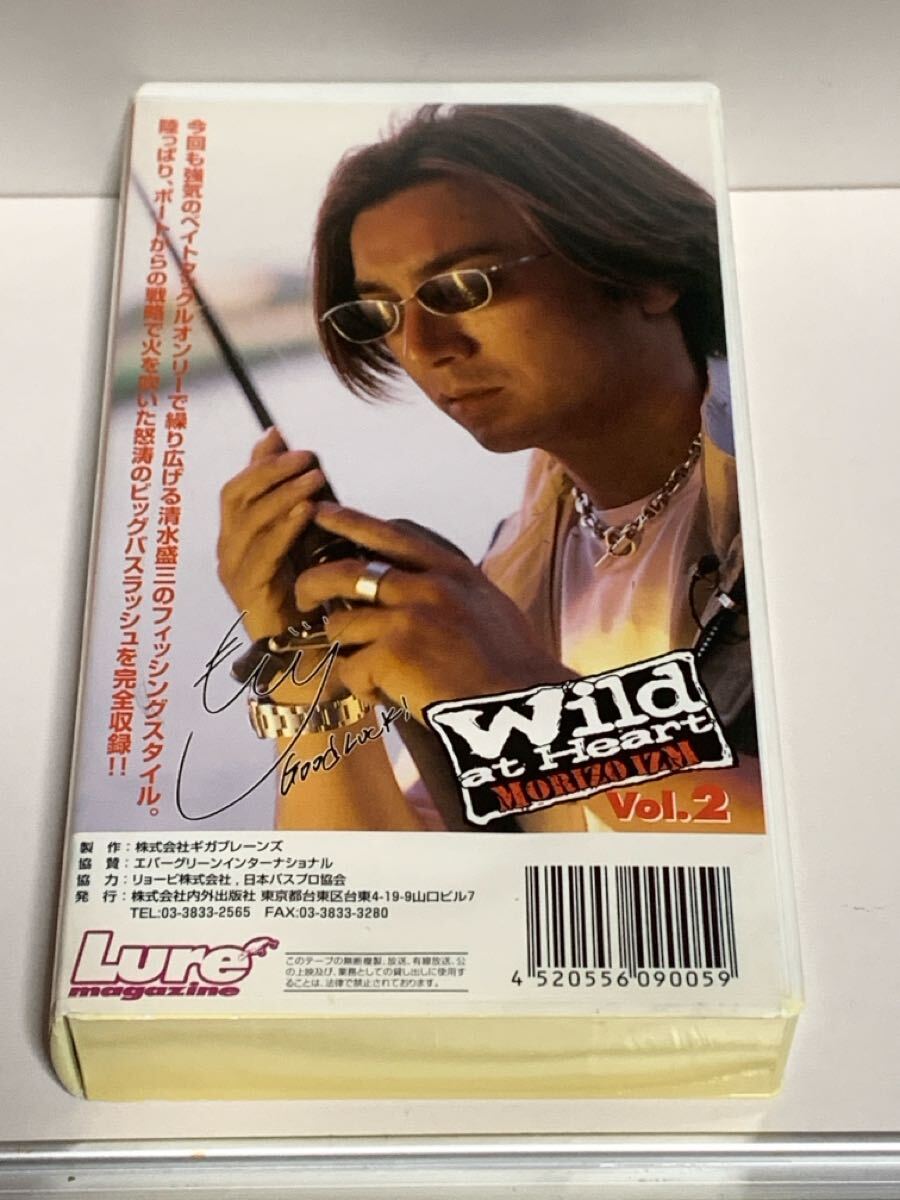 今回も強気のベイトタックルオンリーで繰り広げる清水盛三のフィッシングスタイル。
陸っぱり、ボートからの戦略で火を吹いた怒涛のビッグバスラッシュを完全収録!!
Good Luck!
Wild
at Heart
MORIZO IZM
Vol.2
製　作：株式会社ギガブレーンズ
協　賛：エバーグリーンインターナショナル
協　力：リョービ株式会社,日本バスプロ協会
発　行：株式会社内外出版社 東京都台東区台東4-19-9山口ビル7
TEL:03-3833-2565 FAX:03-3833-3280
Lure
magazine
このテープの無断複製、放送、有線放送、公
の上映及び、業務としての貸し出しに使用す
ることは、法律で禁止されております。
4 520556 090059